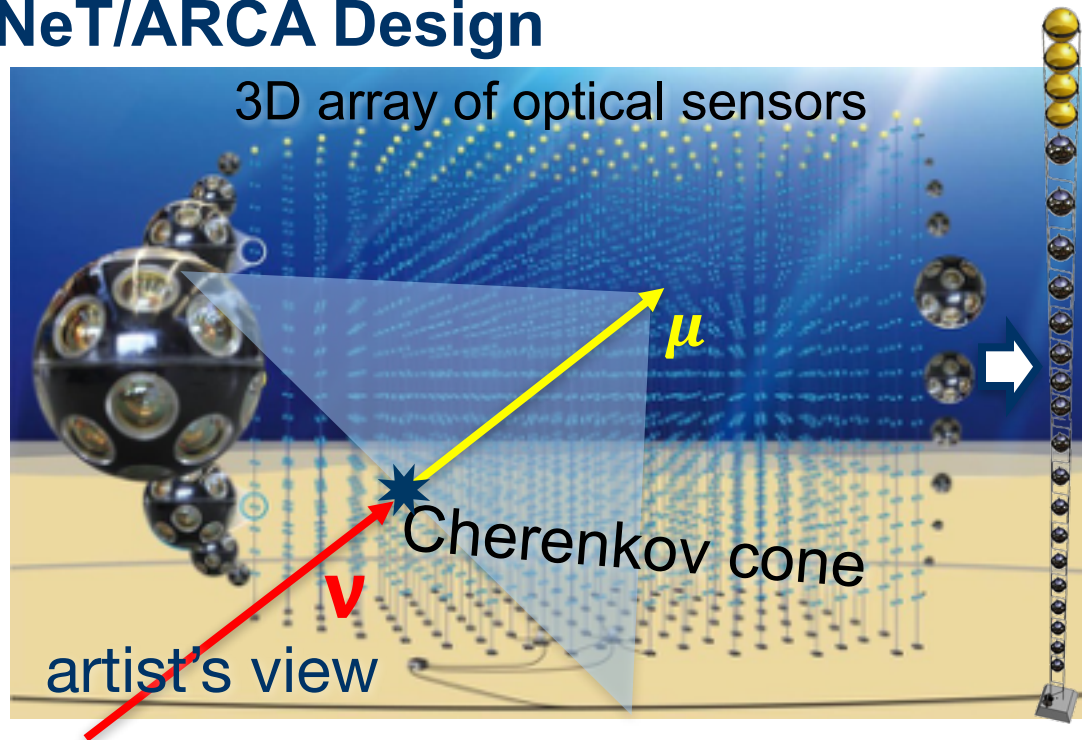 NeT/ARCA Design
3D array of optical sensors
μ
Cherenkov cone
ν
artist's view